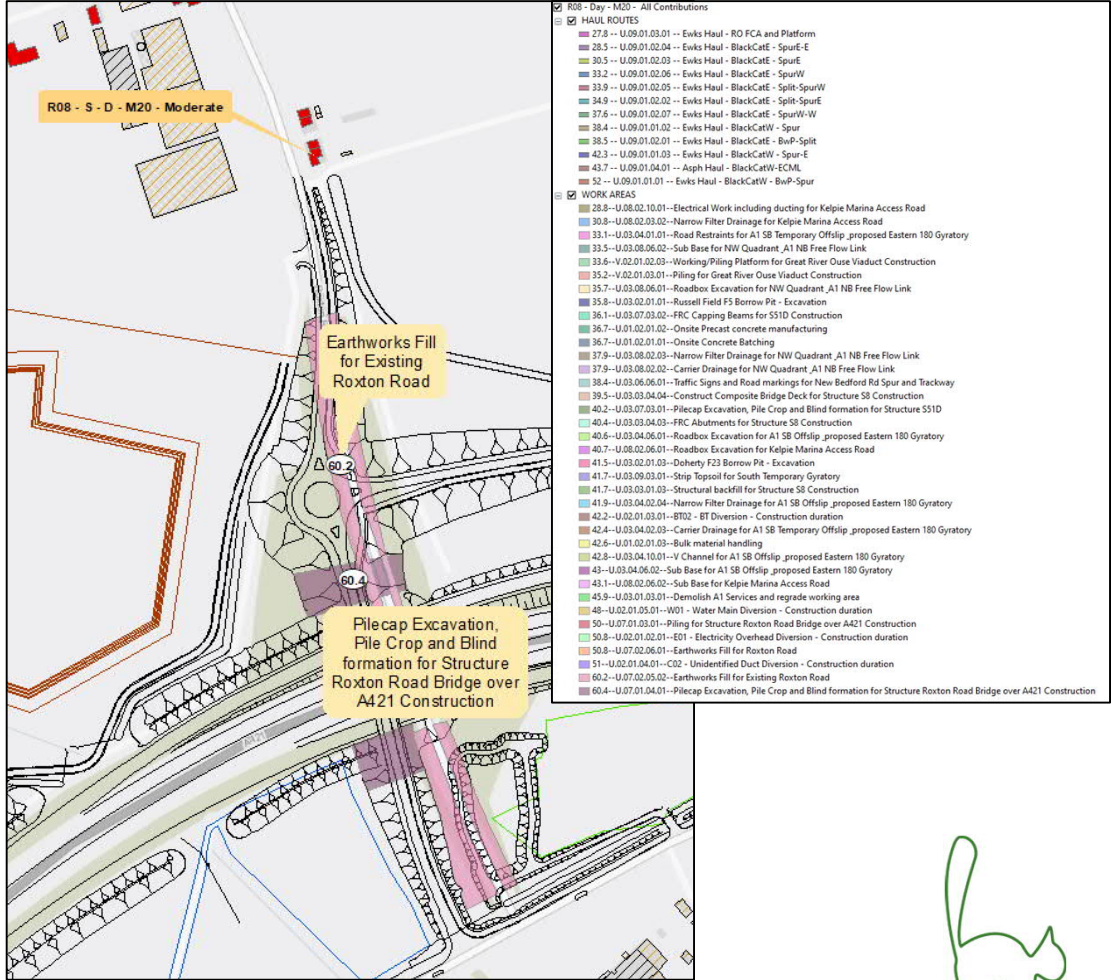 R08 - S - D - M20 - Moderate
Earthworks Fill
for Existing
Roxton Road
60.2
60.4
Pilecap Excavation,
Pile Crop and Blind
formation for Structure
Roxton Road Bridge over
A421 Construction
R08 - Day - M20 - All Contributions
HAUL ROUTES
27.8 -- U.09.01.03.01 -- Ewks Haul - RO FCA and Platform
28.5 -- U.09.01.02.04 -- Ewks Haul - BlackCatE - SpurE-E
30.5 -- U.09.01.02.03 -- Ewks Haul - BlackCatE - SpurE
33.2 -- U.09.01.02.06 -- Ewks Haul - BlackCatE - SpurW
33.9 -- U.09.01.02.05 -- Ewks Haul - BlackCatE - Split-SpurW
34.9 -- U.09.01.02.02 -- Ewks Haul - BlackCatE - Split-SpurE
37.6 -- U.09.01.02.07 -- Ewks Haul - BlackCatE - SpurW-W
38.4 -- U.09.01.01.02 -- Ewks Haul - BlackCatW - Spur
38.5 -- U.09.01.02.01 -- Ewks Haul - BlackCatE - BwP-Split
42.3 -- U.09.01.01.03 -- Ewks Haul - BlackCatW - Spur-E
43.7 -- U.09.01.04.01 -- Asph Haul - BlackCatW-ECML
52 -- U.09.01.01.01 -- Ewks Haul - BlackCatW - BwP-Spur
WORK AREAS
28.8--U.08.02.10.01--Electrical Work including ducting for Kelpie Marina Access Road
30.8--U.08.02.03.02--Narrow Filter Drainage for Kelpie Marina Access Road
33.1--U.03.04.01.01--Road Restraints for A1 SB Temporary Offslip ,proposed Eastern 180 Gyratory
33.5--U.03.08.06.02--Sub Base for NW Quadrant ,A1 NB Free Flow Link
33.6--V.02.01.02.03--Working/Piling Platform for Great River Ouse Viaduct Construction
35.2--V.02.01.03.01--Piling for Great River Ouse Viaduct Construction
35.7--U.03.08.06.01--Roadbox Excavation for NW Quadrant ,A1 NB Free Flow Link
35.8--U.03.02.01.01--Russell Field F5 Borrow Pit - Excavation
36.1--U.03.07.03.02--FRC Capping Beams for S51D Construction
36.7--U.01.02.01.02--Onsite Precast concrete manufacturing
36.7--U.01.02.01.01--Onsite Concrete Batching
37.9--U.03.08.02.03--Narrow Filter Drainage for NW Quadrant ,A1 NB Free Flow Link
37.9--U.03.08.02.02--Carrier Drainage for NW Quadrant ,A1 NB Free Flow Link
38.4--U.03.06.06.01--Traffic Signs and Road markings for New Bedford Rd Spur and Trackway
39.5--U.03.03.04.04--Construct Composite Bridge Deck for Structure S8 Construction
40.2--U.03.07.03.01--Pilecap Excavation, Pile Crop and Blind formation for Structure S51D
40.4--U.03.03.04.03--FRC Abutments for Structure S8 Construction
40.6--U.03.04.06.01--Roadbox Excavation for A1 SB Offslip ,proposed Eastern 180 Gyratory
40.7--U.08.02.06.01--Roadbox Excavation for Kelpie Marina Access Road
41.5--U.03.02.01.03--Doherty F23 Borrow Pit - Excavation
41.7--U.03.09.03.01--Strip Topsoil for South Temporary Gyratory
41.7--U.03.03.01.03--Structural backfill for Structure S8 Construction
41.9--U.03.04.02.04--Narrow Filter Drainage for A1 SB Offslip ,proposed Eastern 180 Gyratory
42.2--U.02.01.03.01--BT02 - BT Diversion - Construction duration
42.4--U.03.04.02.03--Carrier Drainage for A1 SB Temporary Offslip ,proposed Eastern 180 Gyratory
42.6--U.01.02.01.03--Bulk material handling
42.8--U.03.04.10.01--V Channel for A1 SB Offslip ,proposed Eastern 180 Gyratory
43--U.03.04.06.02--Sub Base for A1 SB Offslip ,proposed Eastern 180 Gyratory
43.1--U.08.02.06.02--Sub Base for Kelpie Marina Access Road
45.9--U.03.01.03.01--Demolish A1 Services and regrade working area
48--U.02.01.05.01--W01 - Water Main Diversion - Construction duration
50--U.07.01.03.01--Piling for Structure Roxton Road Bridge over A421 Construction
50.8--U.02.01.02.01--E01 - Electricity Overhead Diversion - Construction duration
50.8--U.07.02.06.01--Earthworks Fill for Roxton Road
51--U.02.01.04.01--C02 - Unidentified Duct Diversion - Construction duration
60.2--U.07.02.05.02--Earthworks Fill for Existing Roxton Road
60.4--U.07.01.04.01--Pilecap Excavation, Pile Crop and Blind formation for Structure Roxton Road Bridge over A421 Construction